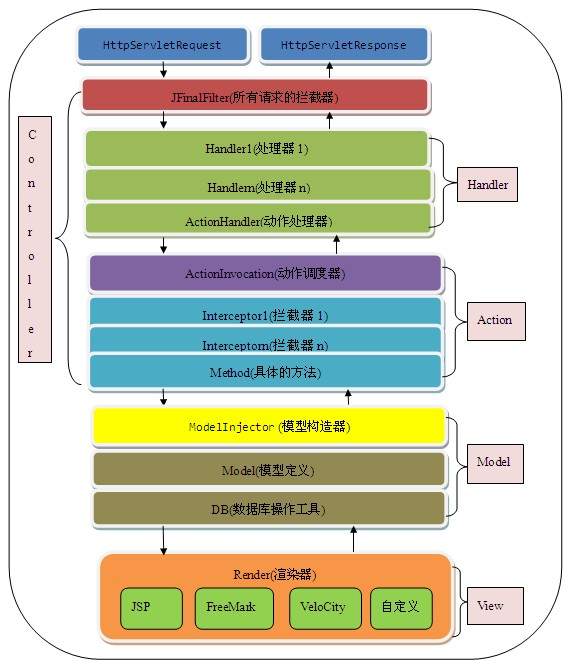 HttpServletRequest
HttpServletResponse
JFinalFilter(所有请求的拦截器)
Controller
Handler1(处理器 1)
Handlern(处理器 n)
ActionHandler(动作处理器)
Handler
ActionInvocation(动作调度器)
Interceptor1(拦截器 1)
Interceptorn(拦截器 n)
Method(具体的方法)
Action
ModelInjector (模型构造器)
Model(模型定义)
DB(数据库操作工具)
Model
Render(渲染器)
JSP
FreeMark
VeloCity
自定义
View